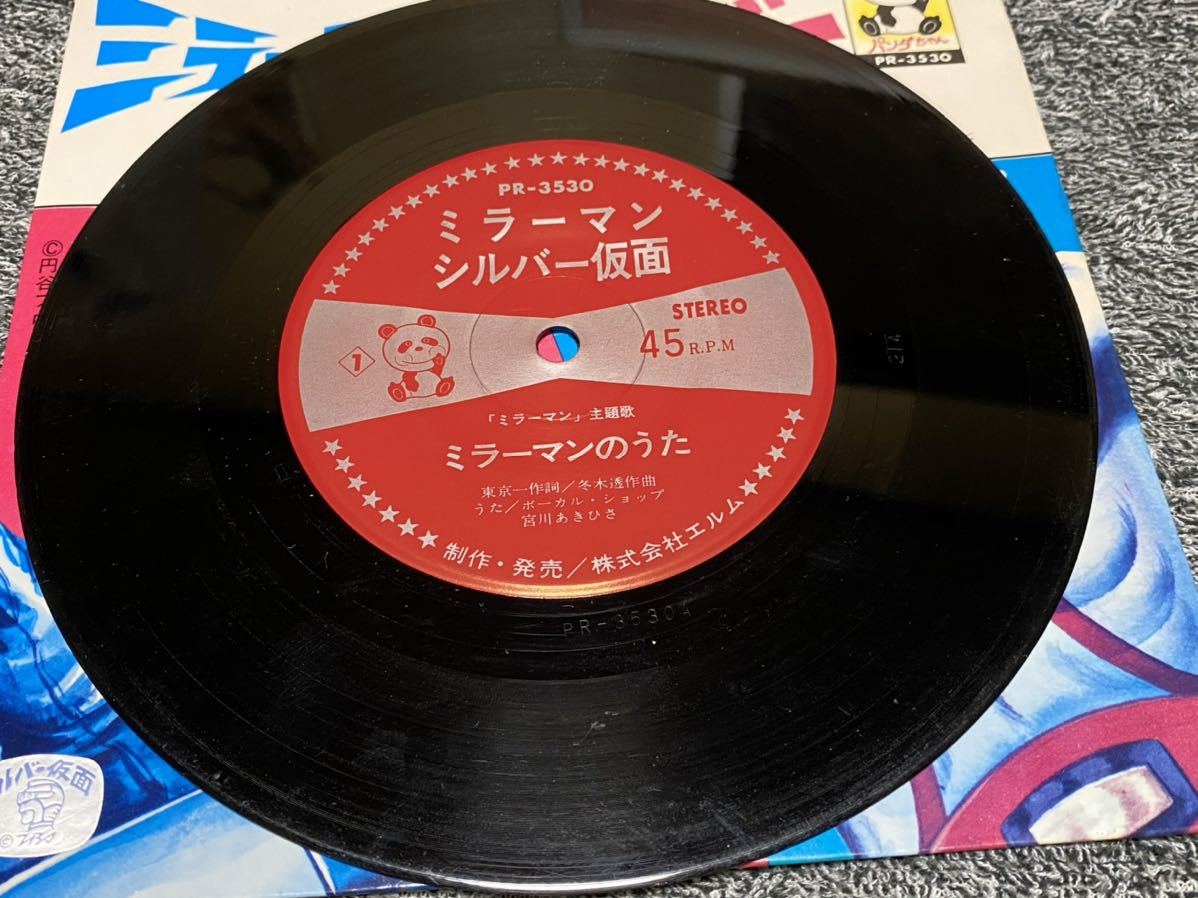 パンダちゃん
PR-3530
©円谷プ
PR-3530
ミラーマン
シルバー仮面
STEREO
45 R.P.M
1
「ミラーマン」主題歌
ミラーマンのうた
東京一作詞/冬木透作曲
うた/ボーカル・ショップ
宮川あきひさ
制作・発売/株式会社エルム
PR-3530A
214
ルバー仮面